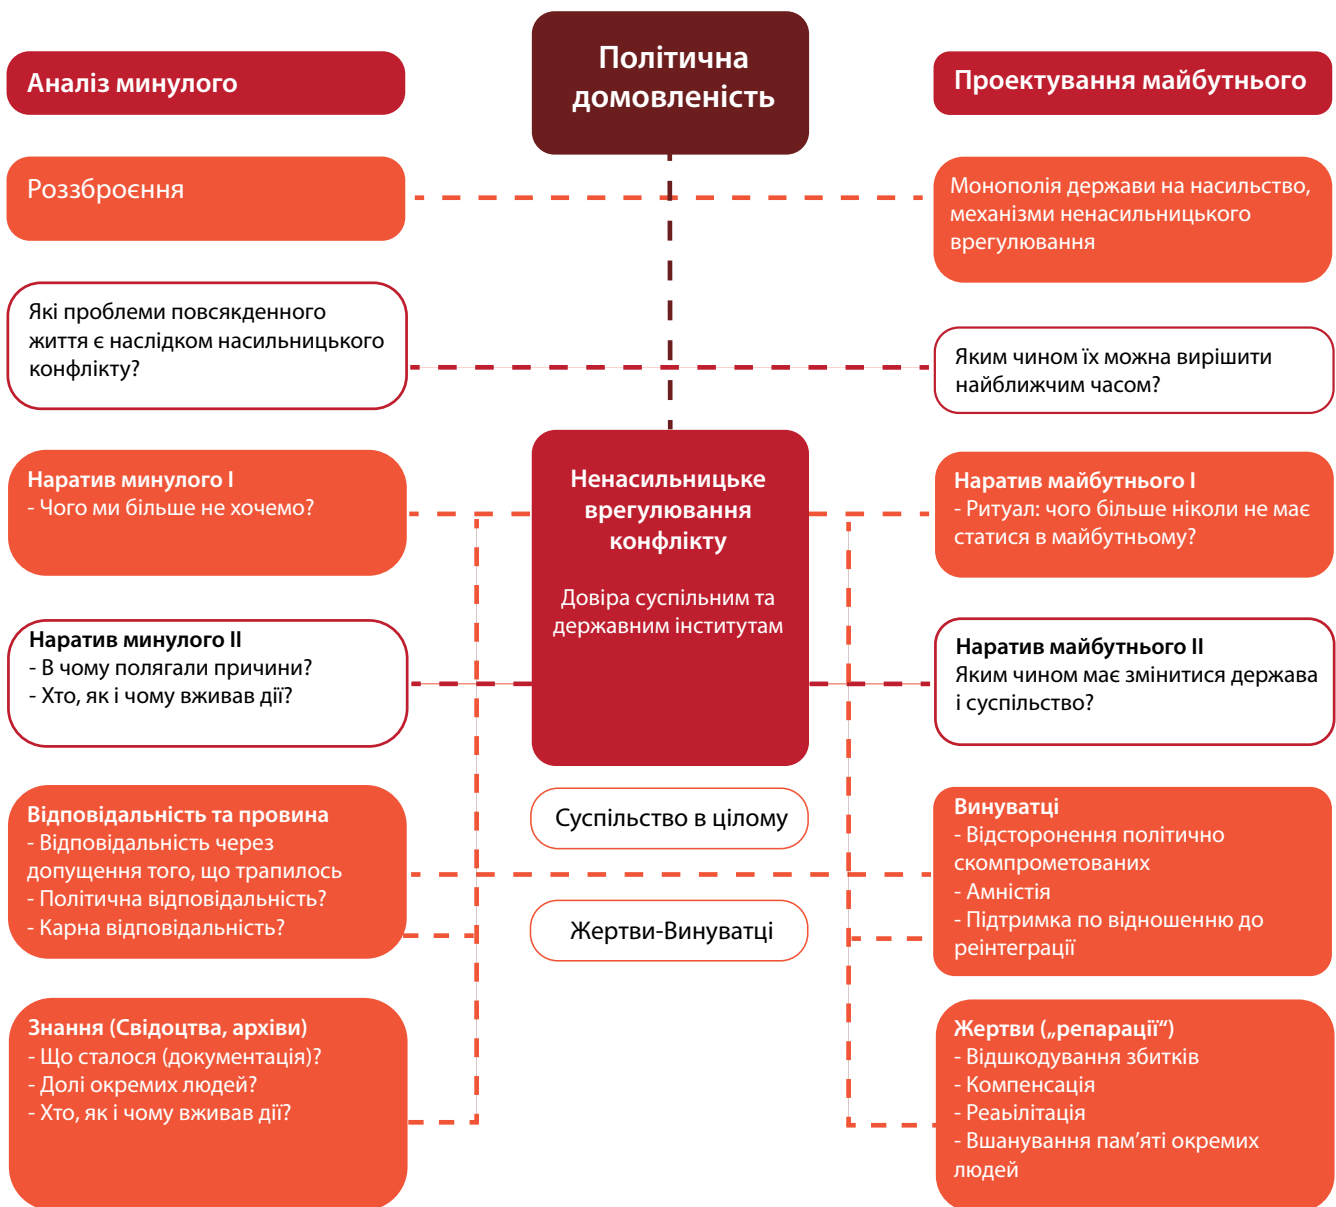 Політична
домовленість
Аналіз минулого
Проектування майбутнього
Роззброєння
Монополія держави на насильство,
механізми ненасильницького
врегулювання
Які проблеми повсякденного
життя є наслідком насильницького
конфлікту?
Яким чином їх можна вирішити
найближчим часом?
Наратив минулого I
- Чого ми більше не хочемо?
Ненасильницьке
врегулювання
конфлікту
Довіра суспільним та
державним інститутам
Наратив майбутнього I
- Ритуал: чого більше ніколи не має
статися в майбутньому?
Наратив минулого II
- В чому полягали причини?
- Хто, як і чому вживав дії?
Наратив майбутнього II
Яким чином має змінитися держава
і суспільство?
Відповідальність та провина
- Відповідальність через
допущення того, що трапилось
- Політична відповідальність?
- Карна відповідальність?
Суспільство в цілому
Жертви-Винуватці
Винуватці
- Відсторонення політично
скомпрометованих
- Амністія
- Підтримка по відношенню до
реінтеграції
Знання (Свідоцтва, архіви)
- Що сталося (документація)?
- Долі окремих людей?
- Хто, як і чому вживав дії?
Жертви („репарації“)
- Відшкодування збитків
- Компенсація
- Реаьілітація
- Вшанування пам’яті окремих
людей